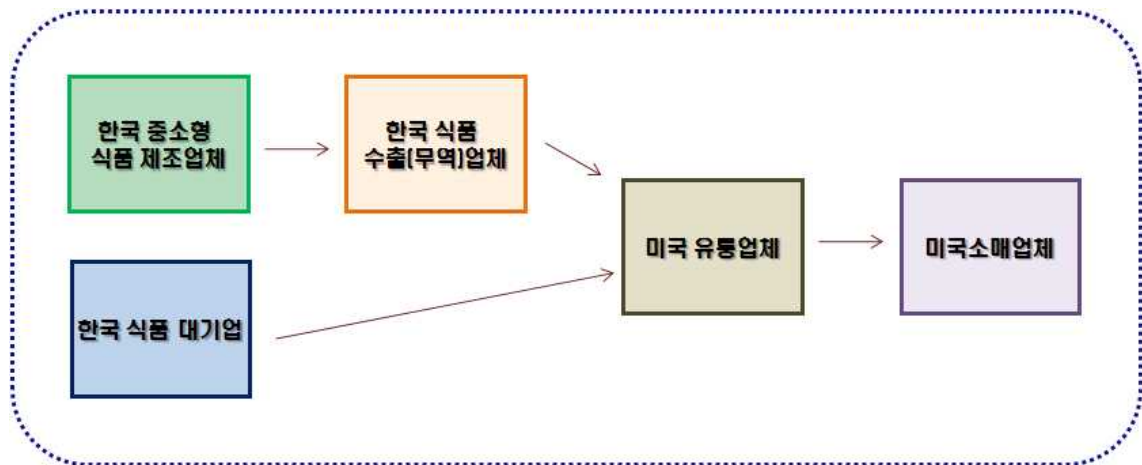 한국 중소형
식품 제조업체
한국 식품
수출(무역)업체
미국 유통업체
미국소매업체
한국 식품 대기업